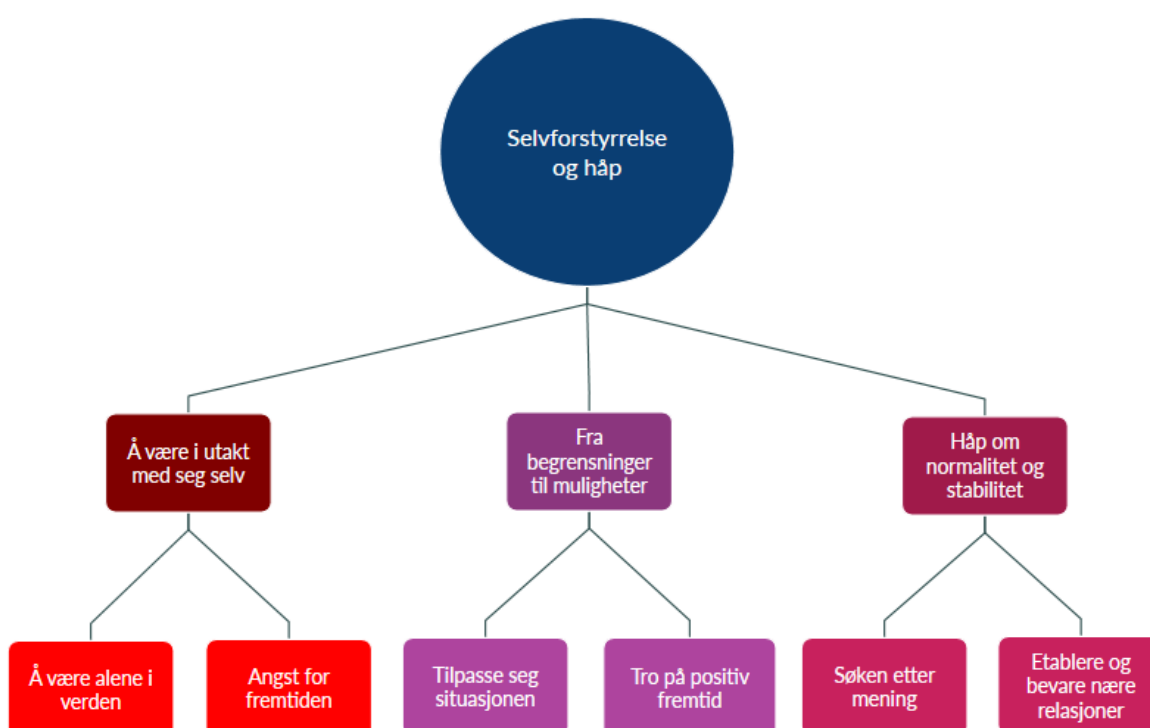 Selvforstyrrelse
og håp
Å være i utakt
med seg selv
Fra
begrensninger
til muligheter
Håp om
normalitet og
stabilitet
Å være alene i
verden
Angst for
fremtiden
Tilpasse seg
situasjonen
Tro på positiv
fremtid
Søken etter
mening
Etablere og
bevare nære
relasjoner